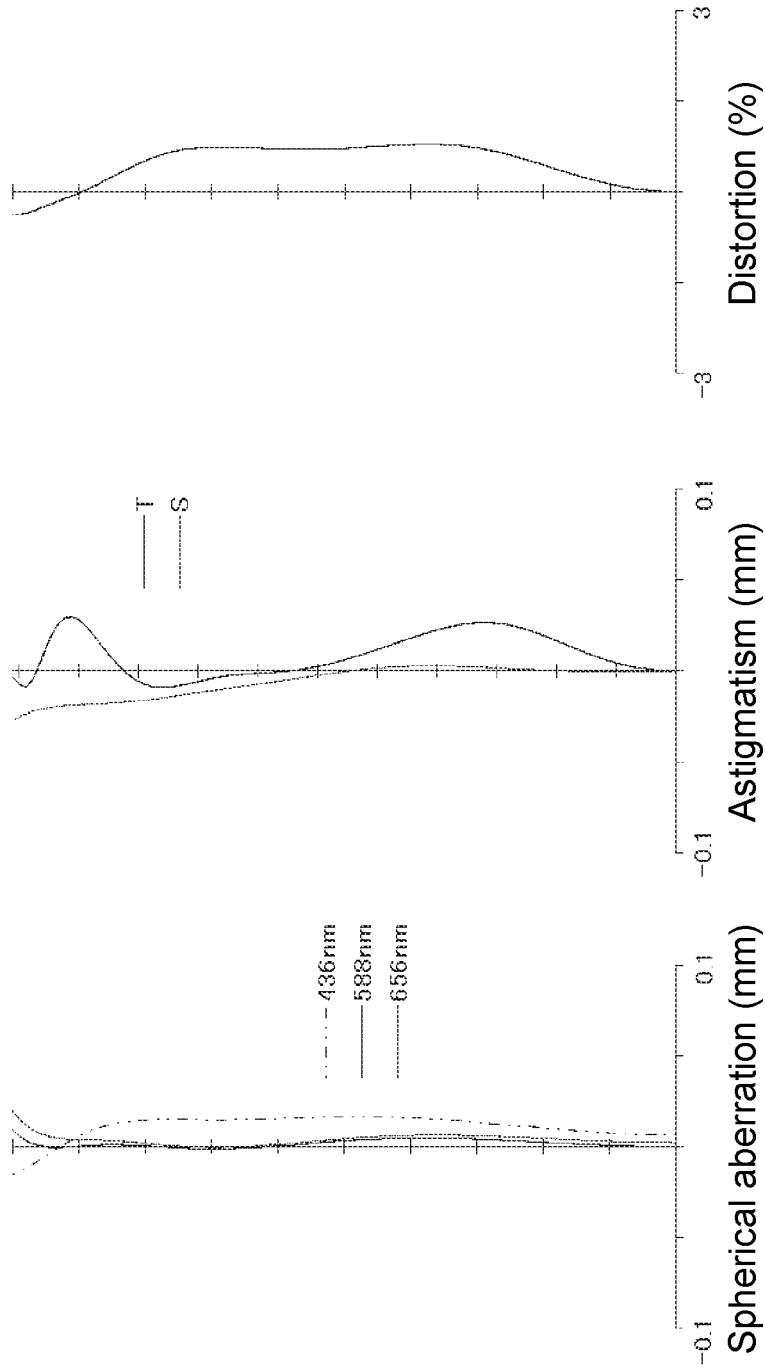 436nm
588nm
656nm
-0.1
0.1
Spherical aberration (mm)
T
S
-0.1
0.1
Astigmatism (mm)
-3
3
Distortion (%)